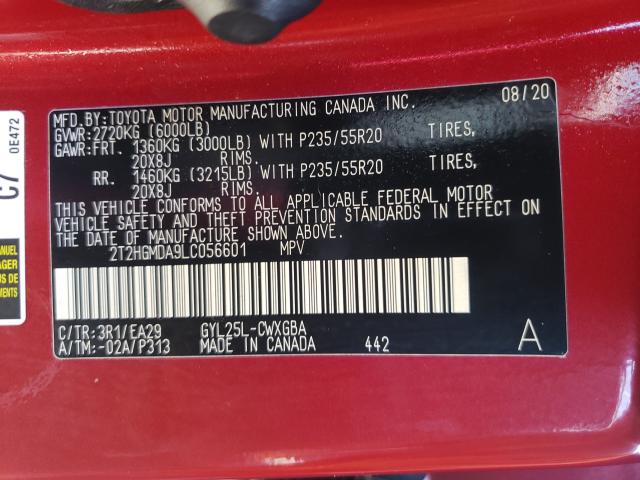 MFD.BY:TOYOTA MOTOR MANUFACTURING CANADA INC. 08/20
GVWR:2720KG (6000LB)
GAWR:FRT. 1360KG (3000LB) WITH P235/55R20 TIRES,
20X8J RIMS.
RR. 1460KG (3215LB) WITH P235/55R20 TIRES,
20X8J RIMS.
THIS VEHICLE CONFORMS TO ALL APPLICABLE FEDERAL MOTOR
VEHICLE SAFETY AND THEFT PREVENTION STANDARDS IN EFFECT ON
THE DATE OF MANUFACTURE SHOWN ABOVE.
2T2HGMDA9LC056601 MPV
C/TR:3R1/EA29 GYL25L-CWXGBA
A/TM:-02A/P313 MADE IN CANADA 442 A
C7 0E472